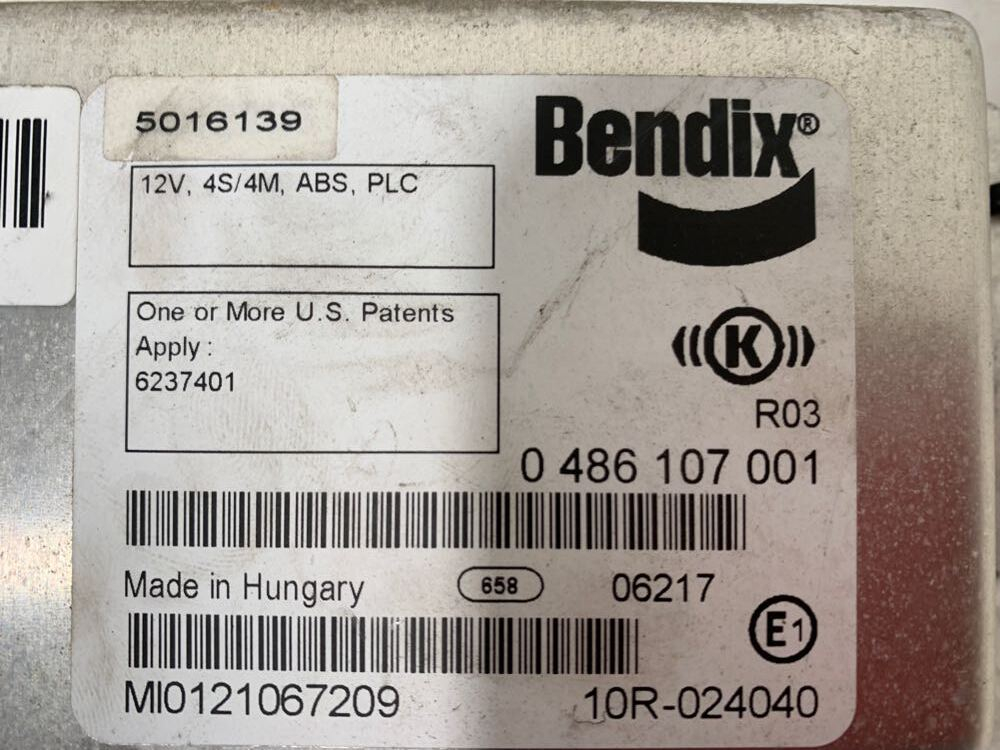 5016139
Bendix®
12V, 4S/4M, ABS, PLC
One or More U.S. Patents
Apply :
6237401
K
R03
0 486 107 001
Made in Hungary
658
06217
E1
MI0121067209
10R-024040